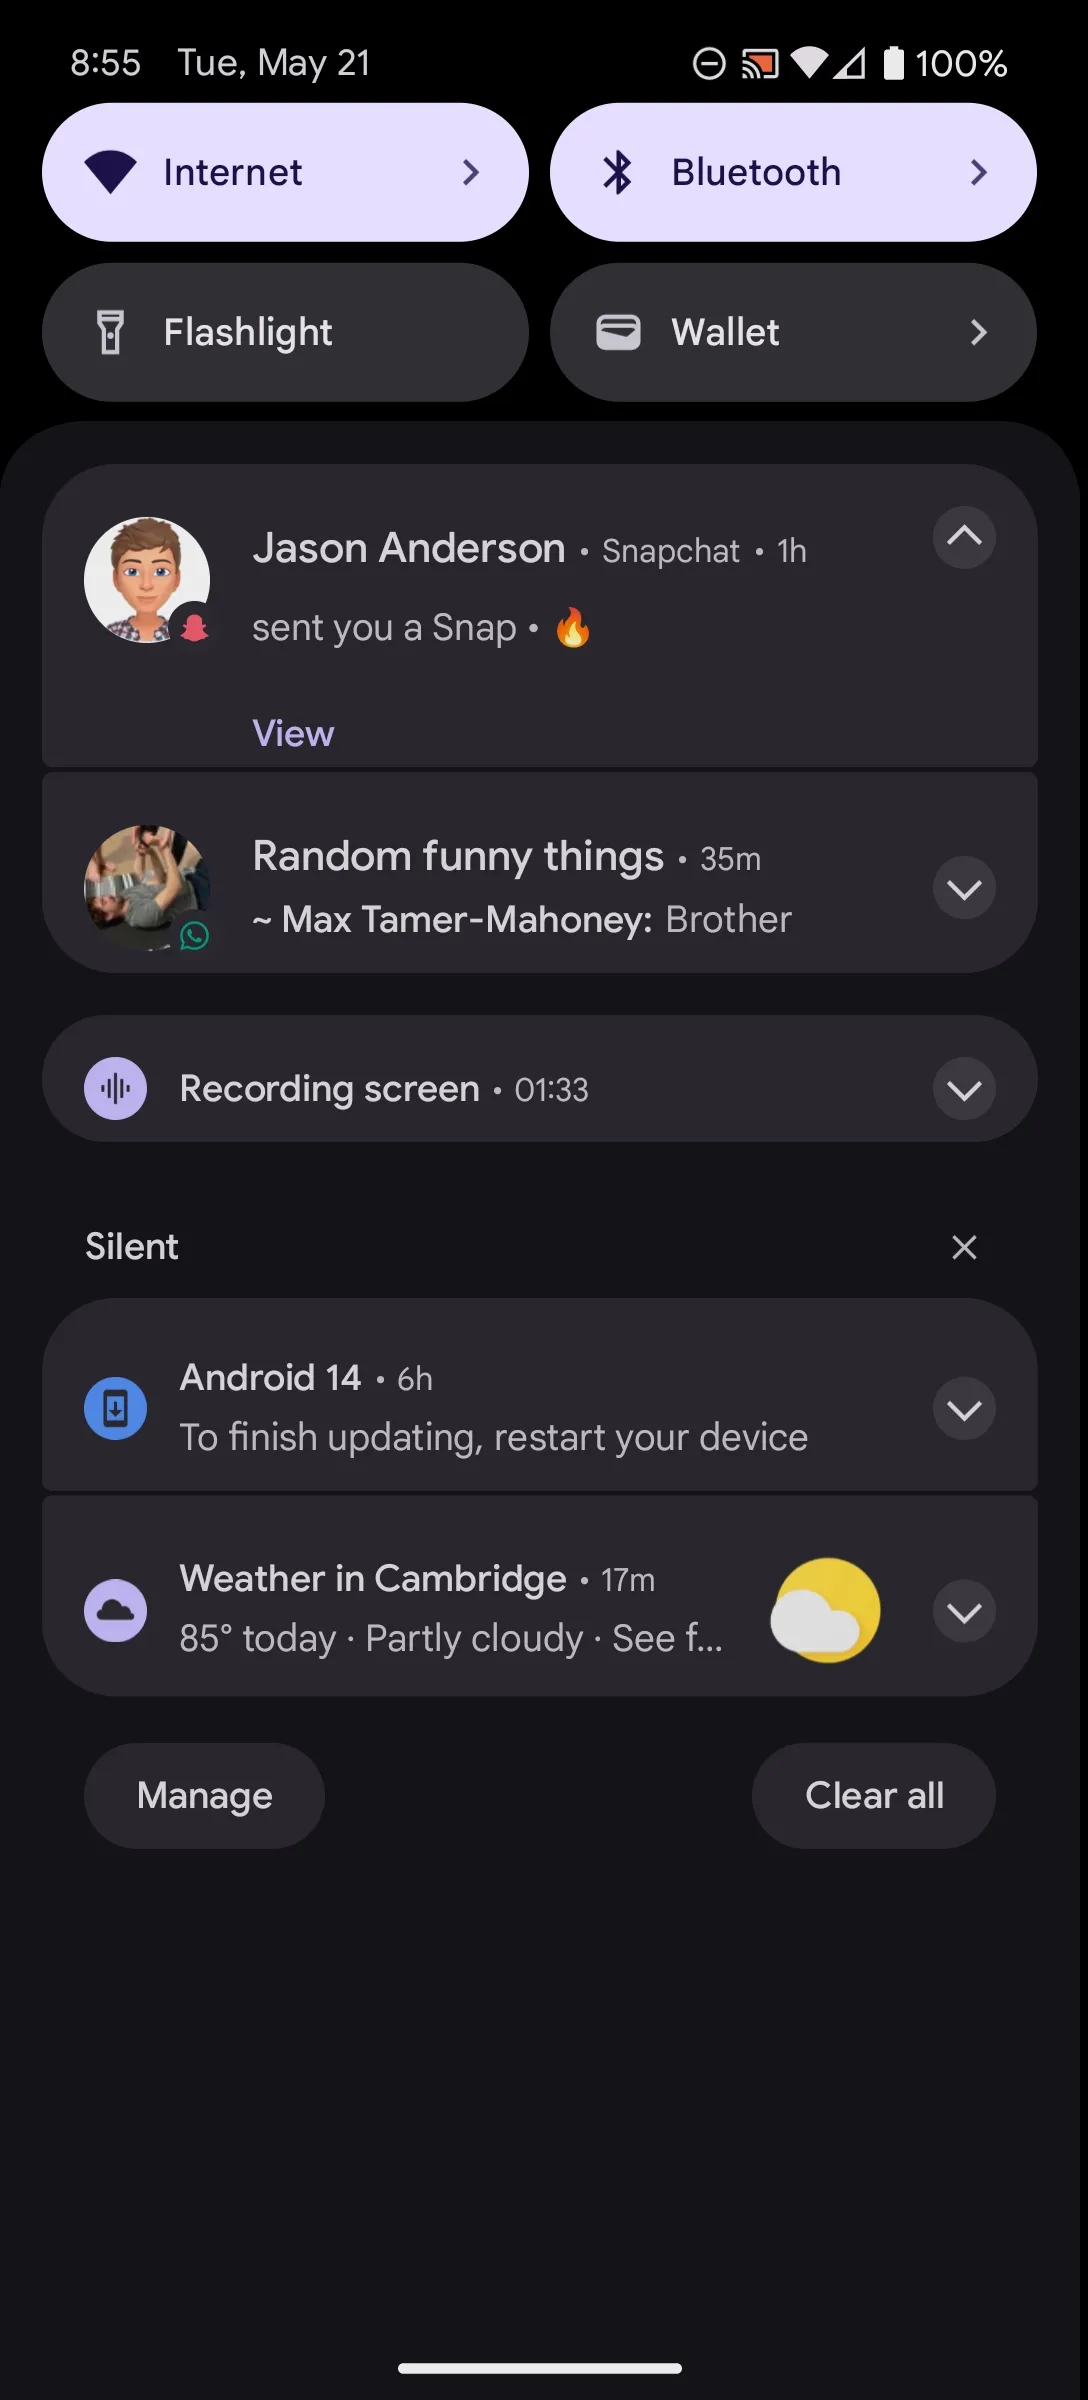 8:55 Tue, May 21 100%
Internet Bluetooth
Flashlight Wallet
Jason Anderson • Snapchat • 1h
sent you a Snap • 🔥
View
Random funny things • 35m
~ Max Tamer-Mahoney: Brother
Recording screen • 01:33
Silent
Android 14 • 6h
To finish updating, restart your device
Weather in Cambridge • 17m
85° today · Partly cloudy · See f...
Manage Clear all